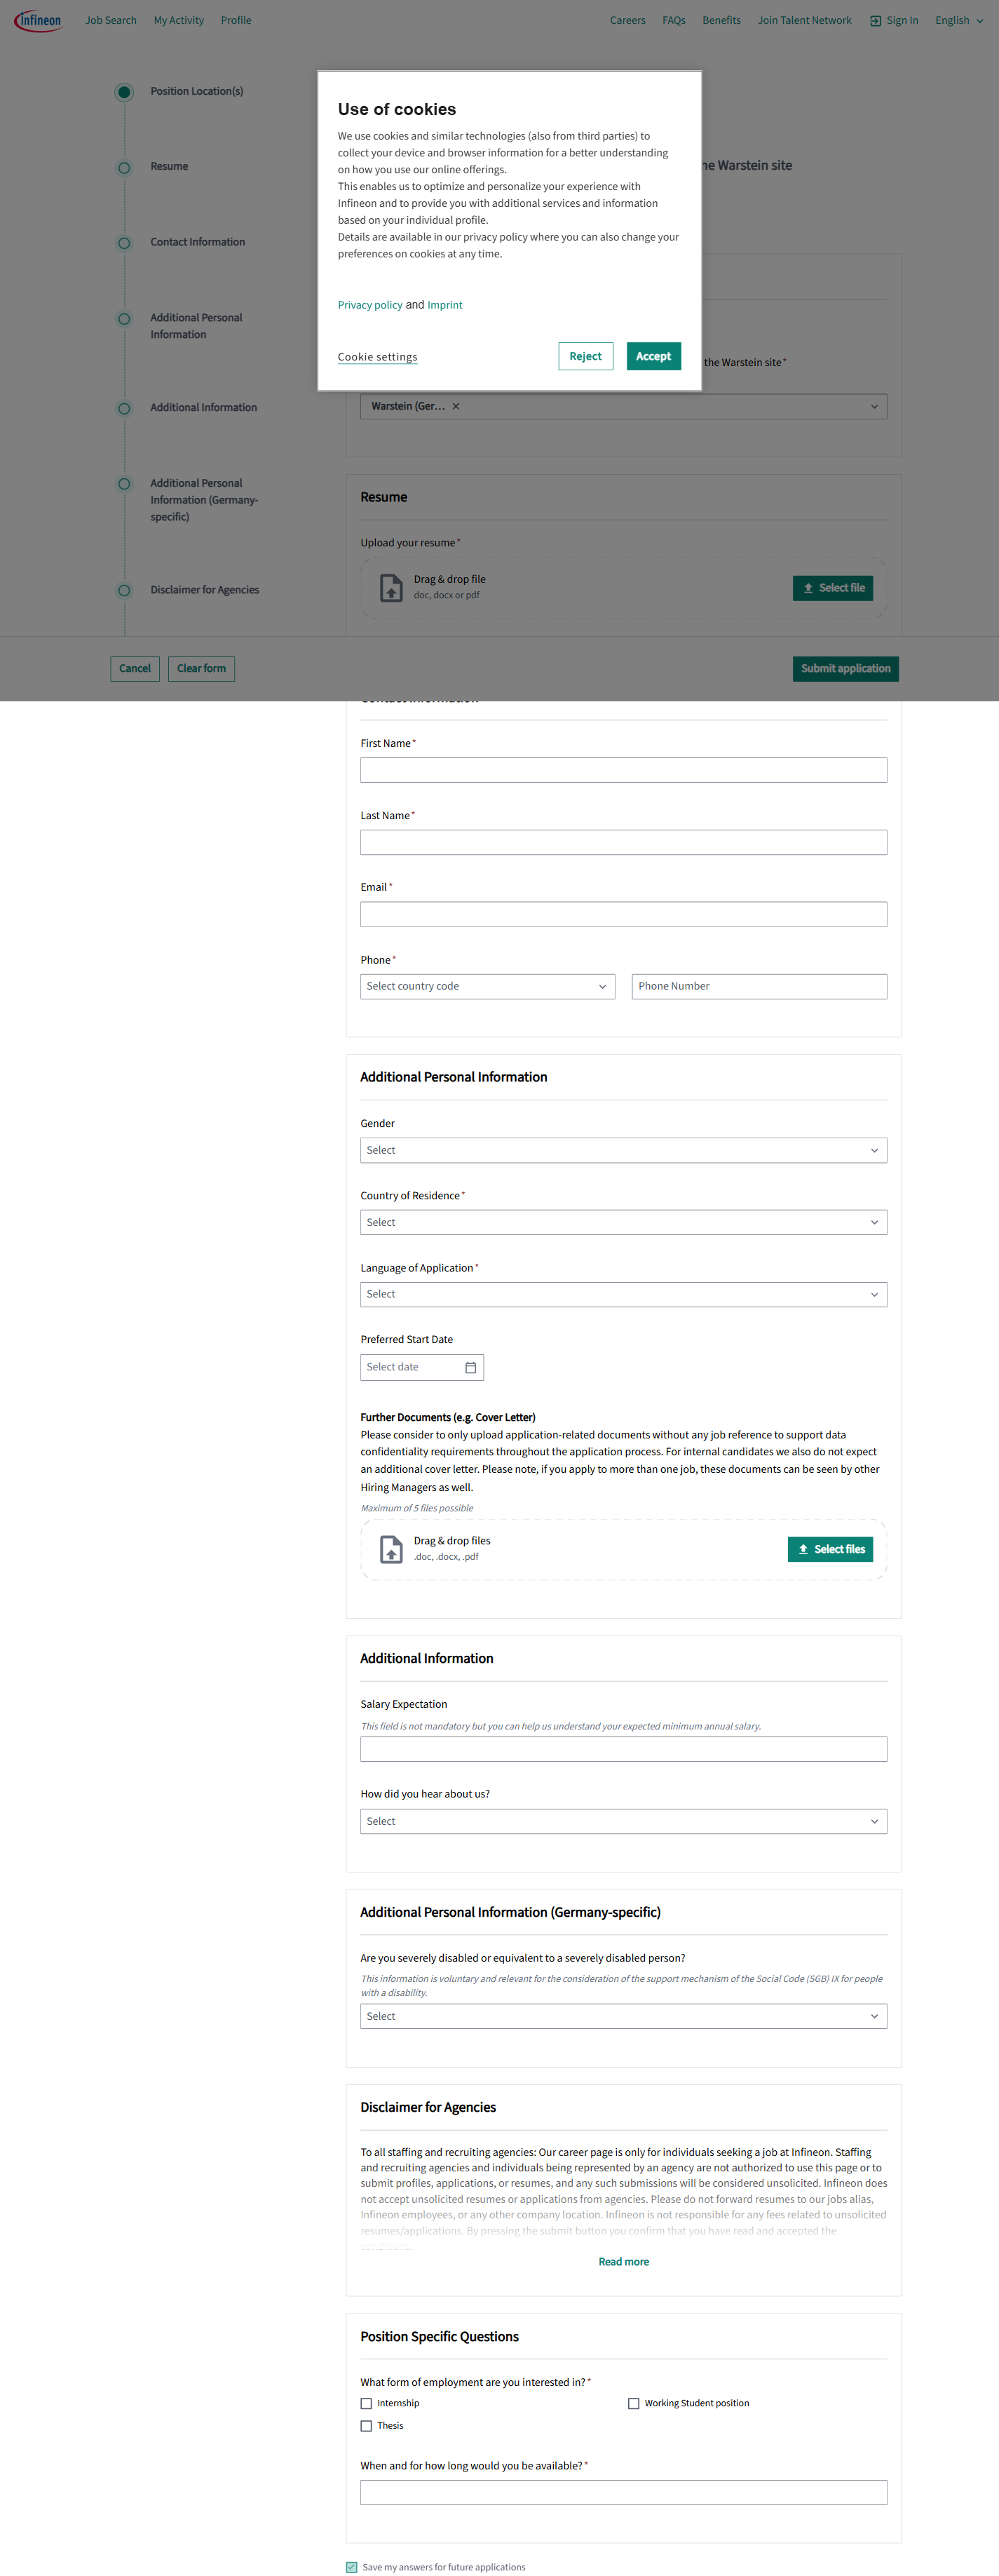 infineon
Job Search My Activity Profile Careers FAQs Benefits Join Talent Network Sign In English
Position Location(s)
Resume
Contact Information
Additional Personal
Information
Additional Information
Additional Personal
Information (Germany-
specific)
Disclaimer for Agencies
Use of cookies
We use cookies and similar technologies (also from third parties) to
collect your device and browser information for a better understanding
on how you use our online offerings.
This enables us to optimize and personalize your experience with
Infineon and to provide you with additional services and information
based on your individual profile.
Details are available in our privacy policy where you can also change your
preferences on cookies at any time.
Privacy policy and Imprint
Cookie settings Reject Accept
the Warstein site
the Warstein site*
Warstein (Ger... ×
Resume
Upload your resume*
Drag & drop file
doc, docx or pdf
Select file
Cancel Clear form Submit application
Contact Information
First Name*
Last Name*
Email*
Phone*
Select country code Phone Number
Additional Personal Information
Gender
Select
Country of Residence*
Select
Language of Application*
Select
Preferred Start Date
Select date
Further Documents (e.g. Cover Letter)
Please consider to only upload application-related documents without any job reference to support data
confidentiality requirements throughout the application process. For internal candidates we also do not expect
an additional cover letter. Please note, if you apply to more than one job, these documents can be seen by other
Hiring Managers as well.
Maximum of 5 files possible
Drag & drop files
.doc, .docx, .pdf
Select files
Additional Information
Salary Expectation
This field is not mandatory but you can help us understand your expected minimum annual salary.
How did you hear about us?
Select
Additional Personal Information (Germany-specific)
Are you severely disabled or equivalent to a severely disabled person?
This information is voluntary and relevant for the consideration of the support mechanism of the Social Code (SGB) IX for people
with a disability.
Select
Disclaimer for Agencies
To all staffing and recruiting agencies: Our career page is only for individuals seeking a job at Infineon. Staffing
and recruiting agencies and individuals being represented by an agency are not authorized to use this page or to
submit profiles, applications, or resumes, and any such submissions will be considered unsolicited. Infineon does
not accept unsolicited resumes or applications from agencies. Please do not forward resumes to our jobs alias,
Infineon employees, or any other company location. Infineon is not responsible for any fees related to unsolicited
resumes/applications. By pressing the submit button you confirm that you have read and accepted the
Read more
Position Specific Questions
What form of employment are you interested in?*
Internship Working Student position
Thesis
When and for how long would you be available?*
Save my answers for future applications